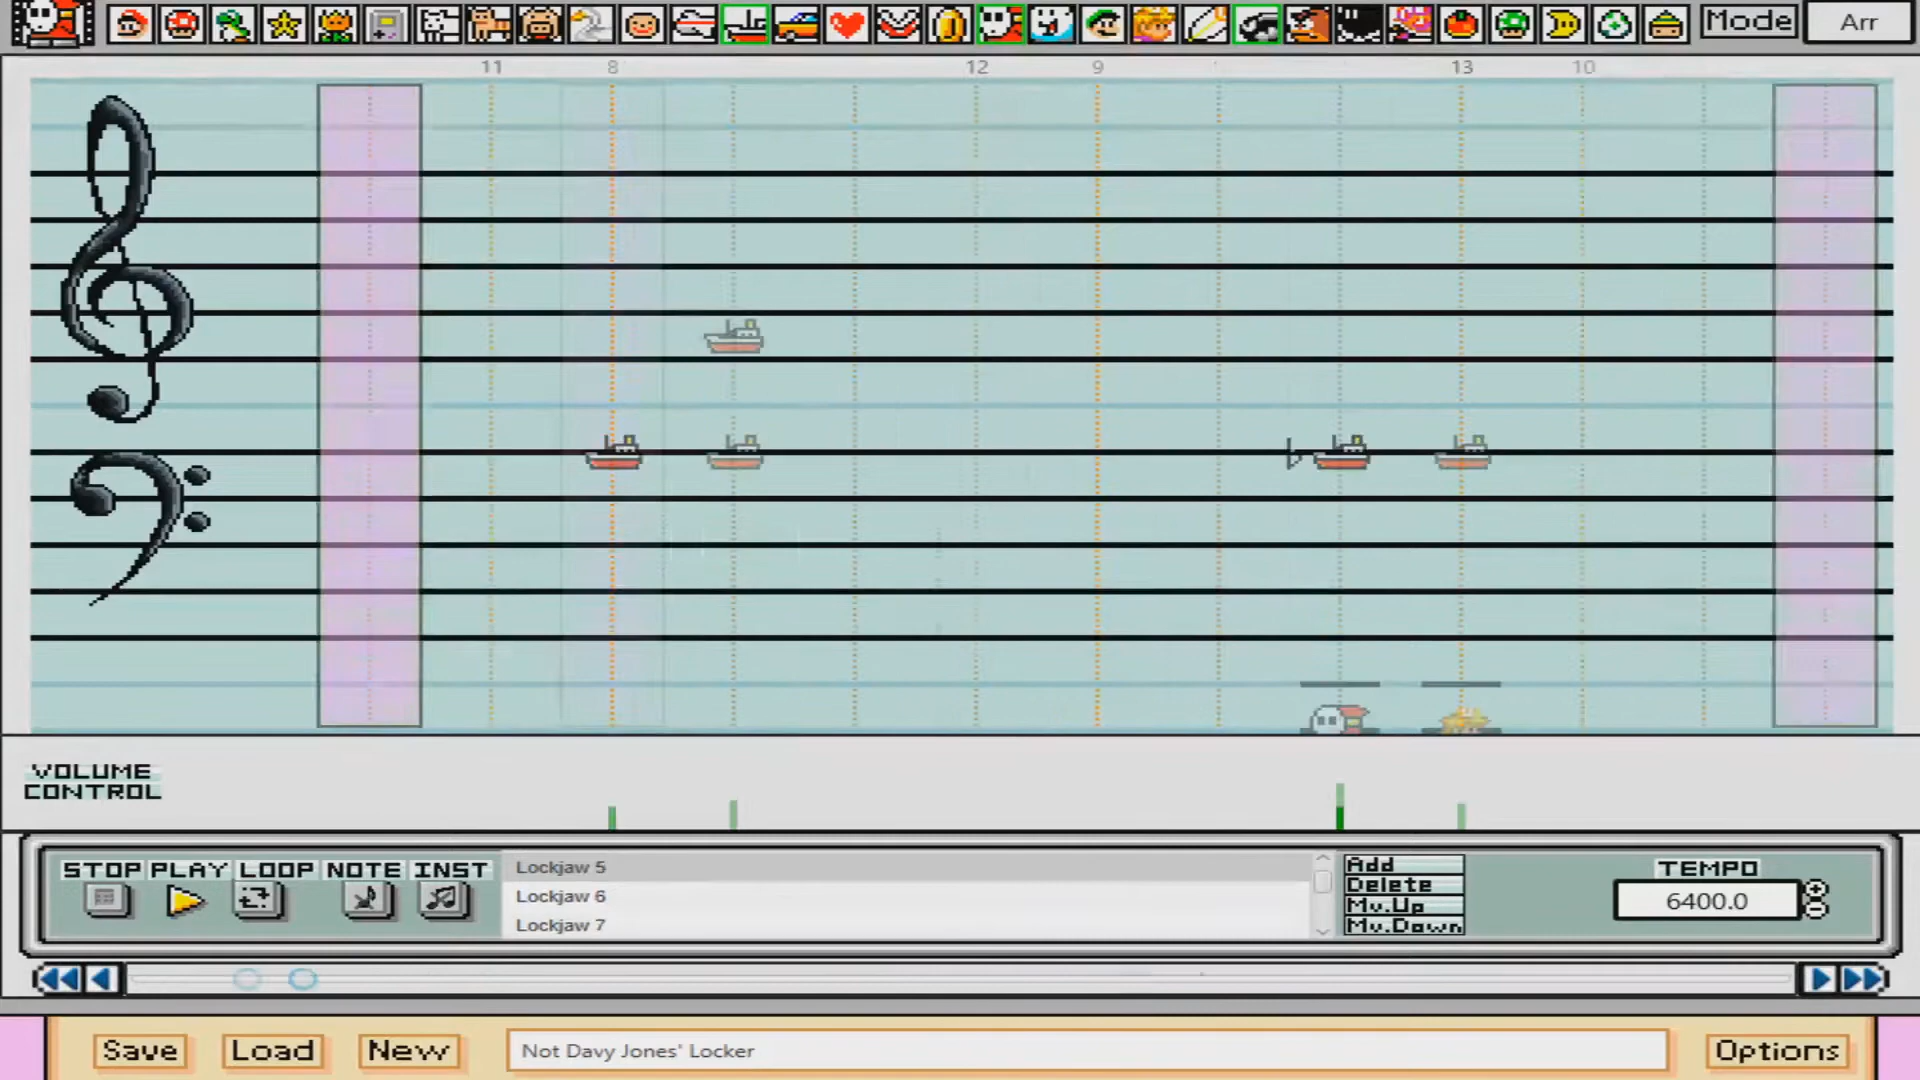 Mode Arr
11 8 12 9 13 10
VOLUME
CONTROL
STOP PLAY LOOP NOTE INST
Lockjaw 5
Lockjaw 6
Lockjaw 7
Add
Delete
Mv.Up
Mv.Down
TEMPO
6400.0
Save Load New Not Davy Jones' Locker Options